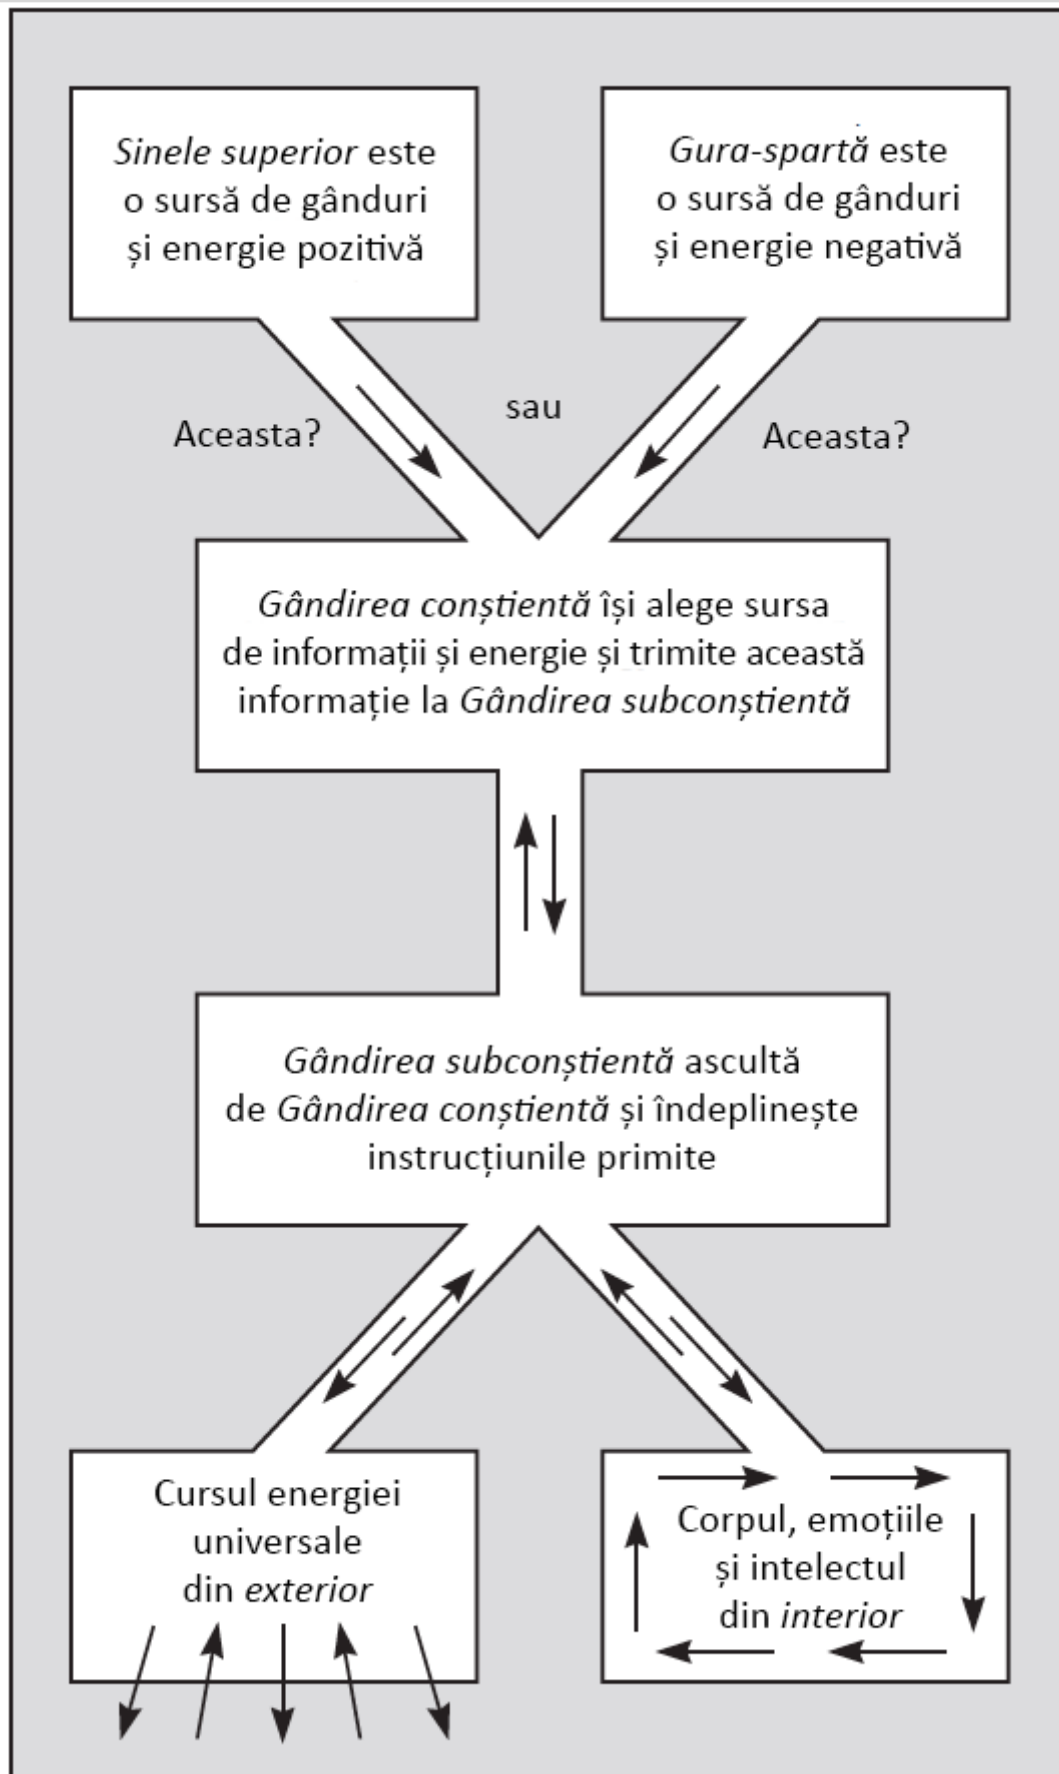 Sinele superior este
o sursă de gânduri
și energie pozitivă
Gura-spartă este
o sursă de gânduri
și energie negativă
Aceasta?
sau
Aceasta?
Gândirea conștientă își alege sursa
de informații și energie și trimite această
informație la Gândirea subconștientă
Gândirea subconștientă ascultă
de Gândirea conștientă și îndeplinește
instrucțiunile primite
Cursul energiei
universale
din exterior
Corpul, emoțiile
și intelectul
din interior